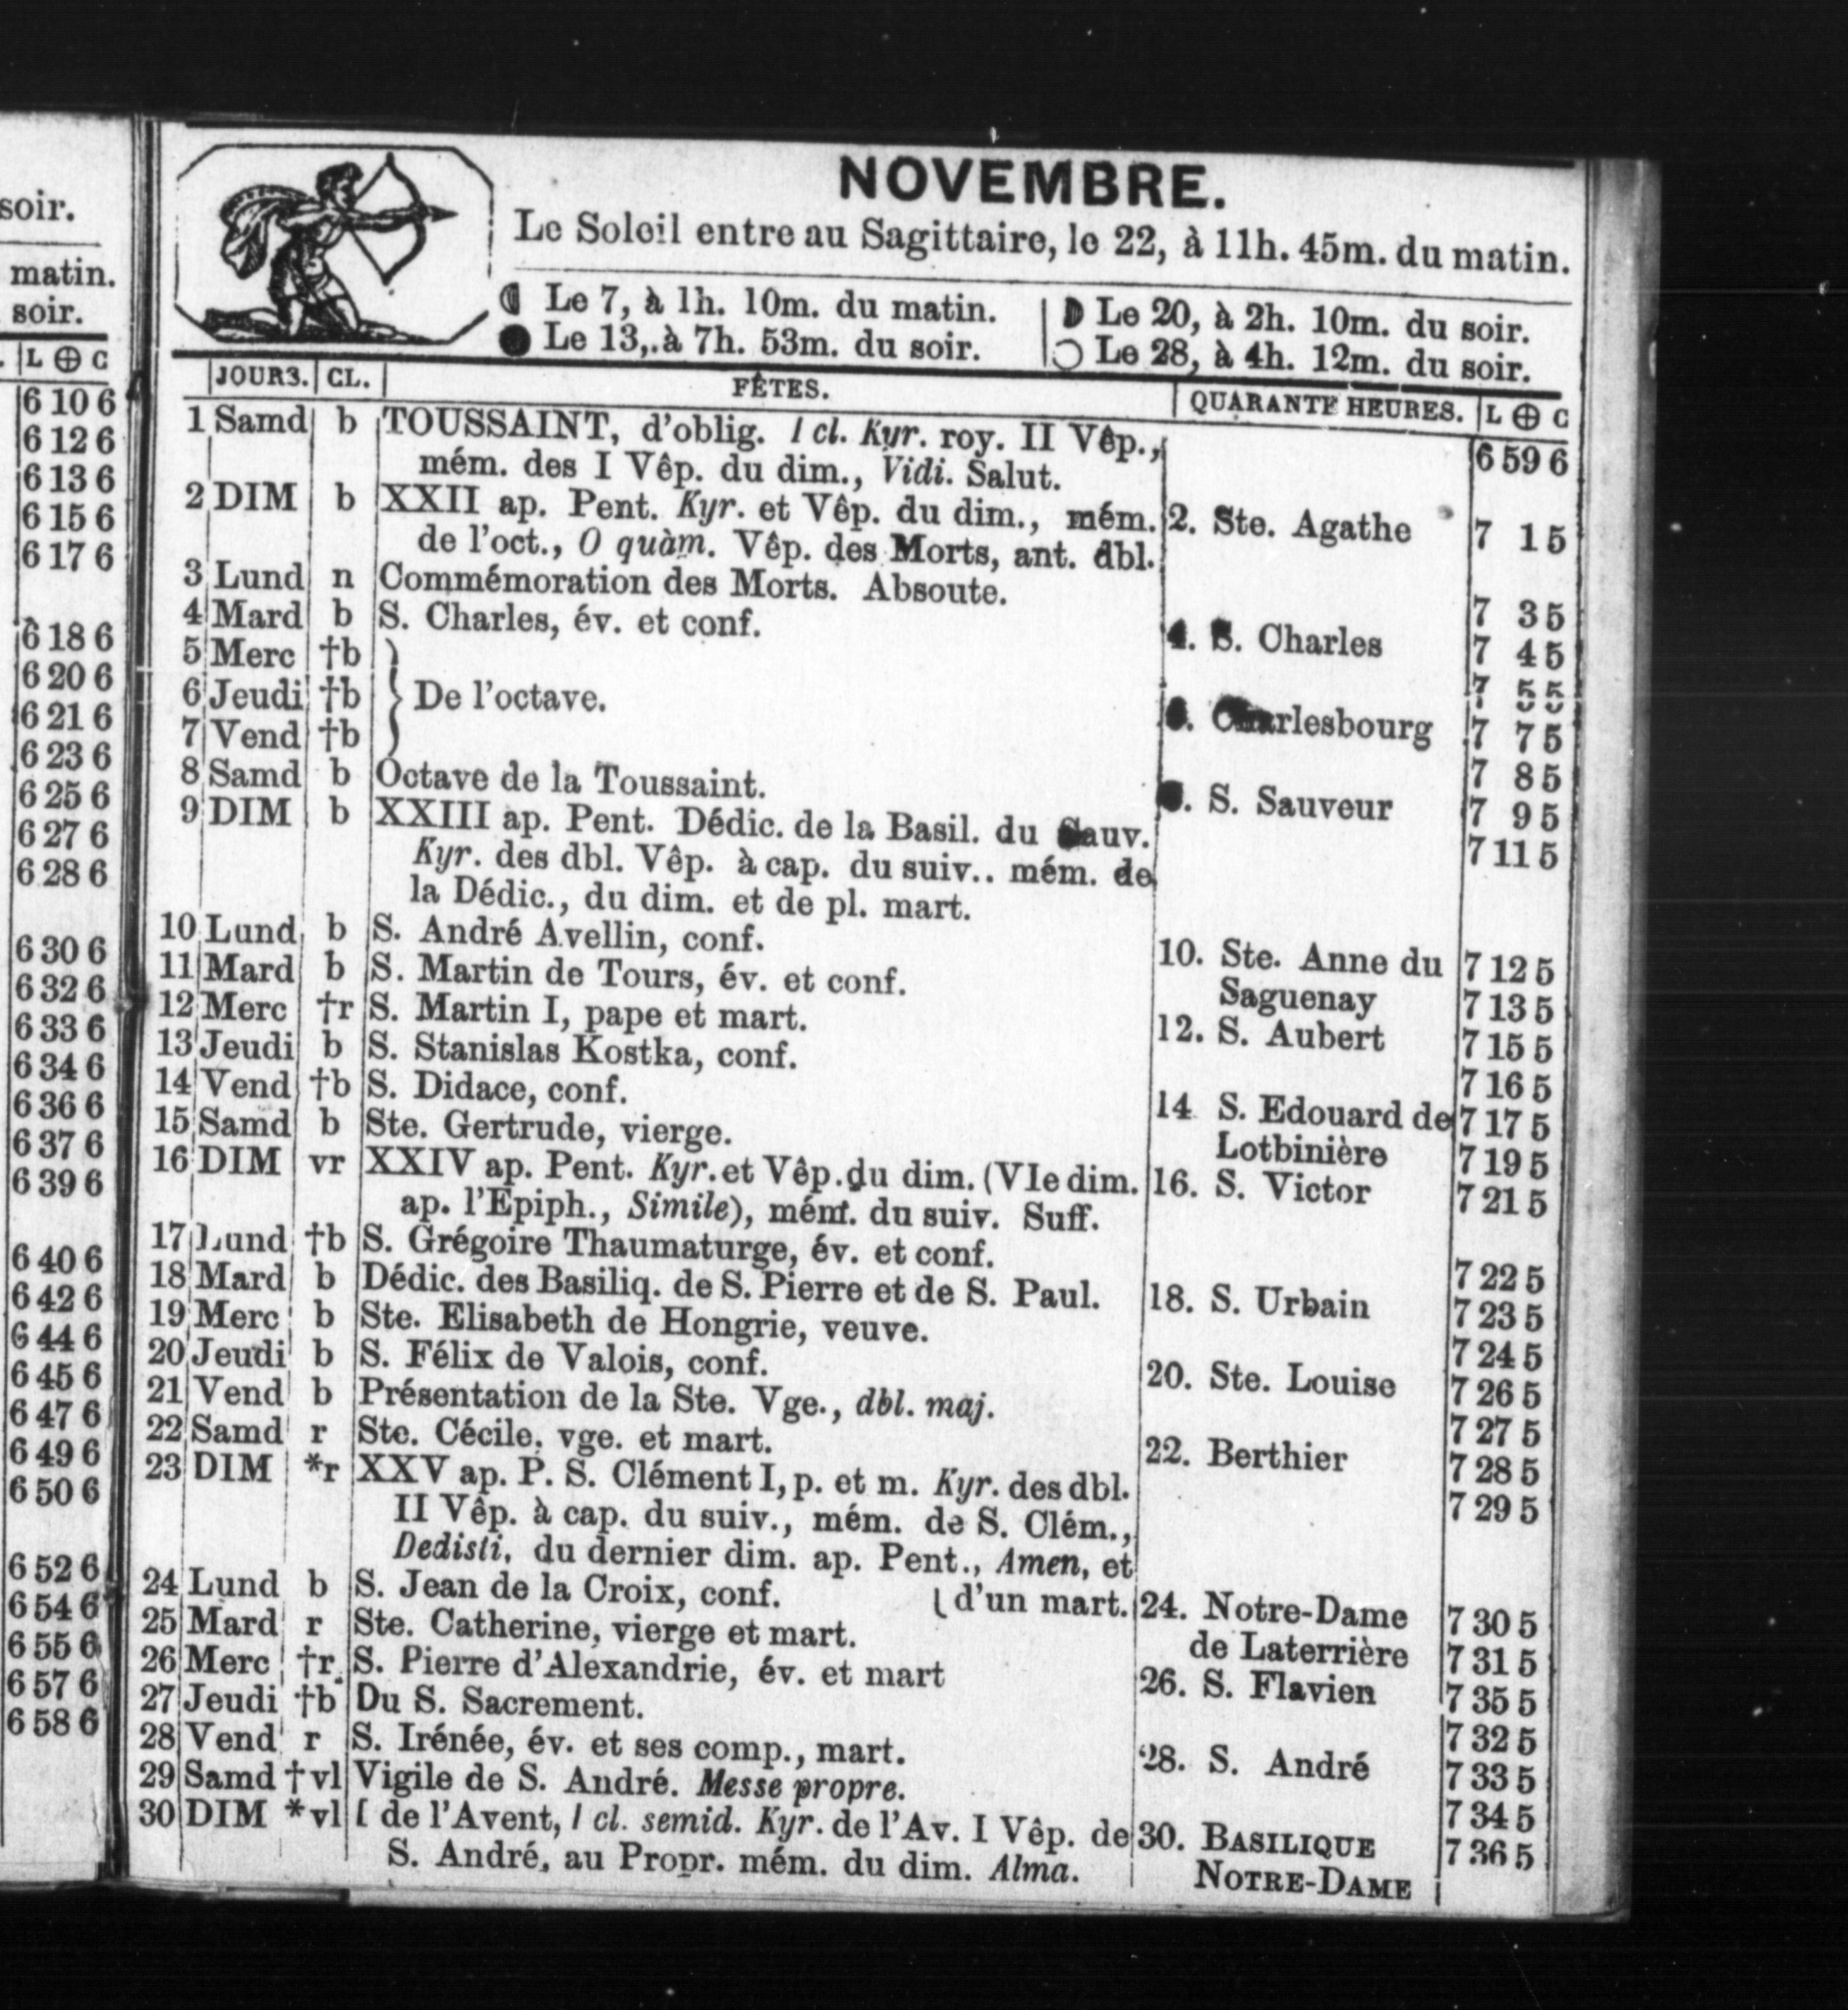 soir.
matin.
soir.
L ⊕ C
6 10 6
6 12 6
6 13 6
6 15 6
6 17 6
6 18 6
6 20 6
6 21 6
6 23 6
6 25 6
6 27 6
6 28 6
6 30 6
6 32 6
6 33 6
6 34 6
6 36 6
6 37 6
6 39 6
6 40 6
6 42 6
6 44 6
6 45 6
6 47 6
6 49 6
6 50 6
6 52 6
6 54 6
6 55 6
6 57 6
6 58 6
NOVEMBRE.
Le Soleil entre au Sagittaire, le 22, à 11h. 45m. du matin.
Le 7, à 1h. 10m. du matin. Le 20, à 2h. 10m. du soir.
Le 13,.à 7h. 53m. du soir. Le 28, à 4h. 12m. du soir.
JOURS. CL. FÊTES. QUARANTE HEURES. L ⊕ C
1 Samd b TOUSSAINT, d'oblig. I cl. Kyr. roy. II Vêp., 6 59 6
mém. des I Vêp. du dim., Vidi. Salut.
2 DIM b XXII ap. Pent. Kyr. et Vêp. du dim., mém. 2. Ste. Agathe 7 1 5
de l'oct., O quàm. Vêp. des Morts, ant. dbl.
3 Lund n Commémoration des Morts. Absoute. 7 3 5
4 Mard b S. Charles, év. et conf. 4. S. Charles 7 4 5
5 Merc †b 7 5 5
6 Jeudi †b De l'octave. Charlesbourg 7 7 5
7 Vend †b 7 8 5
8 Samd b Octave de la Toussaint. S. Sauveur 7 9 5
9 DIM b XXIII ap. Pent. Dédic. de la Basil. du Sauv. 7 11 5
Kyr. des dbl. Vêp. à cap. du suiv.. mém. de
la Dédic., du dim. et de pl. mart.
10 Lund b S. André Avellin, conf. 10. Ste. Anne du 7 12 5
11 Mard b S. Martin de Tours, év. et conf. Saguenay 7 13 5
12 Merc †r S. Martin I, pape et mart. 12. S. Aubert 7 15 5
13 Jeudi b S. Stanislas Kostka, conf. 7 16 5
14 Vend †b S. Didace, conf. 14 S. Edouard de 7 17 5
15 Samd b Ste. Gertrude, vierge. Lotbinière 7 19 5
16 DIM vr XXIV ap. Pent. Kyr. et Vêp. du dim. (VIe dim. 16. S. Victor 7 21 5
ap. l'Epiph., Simile), mém. du suiv. Suff.
17 Lund †b S. Grégoire Thaumaturge, év. et conf. 7 22 5
18 Mard b Dédic. des Basiliq. de S. Pierre et de S. Paul. 18. S. Urbain 7 23 5
19 Merc b Ste. Elisabeth de Hongrie, veuve. 7 24 5
20 Jeudi b S. Félix de Valois, conf. 20. Ste. Louise 7 26 5
21 Vend b Présentation de la Ste. Vge., dbl. maj. 7 27 5
22 Samd r Ste. Cécile, vge. et mart. 22. Berthier 7 28 5
23 DIM *r XXV ap. P. S. Clément I, p. et m. Kyr. des dbl. 7 29 5
II Vêp. à cap. du suiv., mém. de S. Clém.,
Dedisti, du dernier dim. ap. Pent., Amen, et
24 Lund b S. Jean de la Croix, conf. [d'un mart. 24. Notre-Dame 7 30 5
25 Mard r Ste. Catherine, vierge et mart. de Laterrière 7 31 5
26 Merc †r S. Pierre d'Alexandrie, év. et mart 26. S. Flavien 7 35 5
27 Jeudi †b Du S. Sacrement. 7 32 5
28 Vend r S. Irénée, év. et ses comp., mart. 28. S. André 7 33 5
29 Samd †vl Vigile de S. André. Messe propre. 7 34 5
30 DIM *vl I de l'Avent, I cl. semid. Kyr. de l'Av. I Vêp. de 30. BASILIQUE 7 36 5
S. André, au Propr. mém. du dim. Alma. NOTRE-DAME